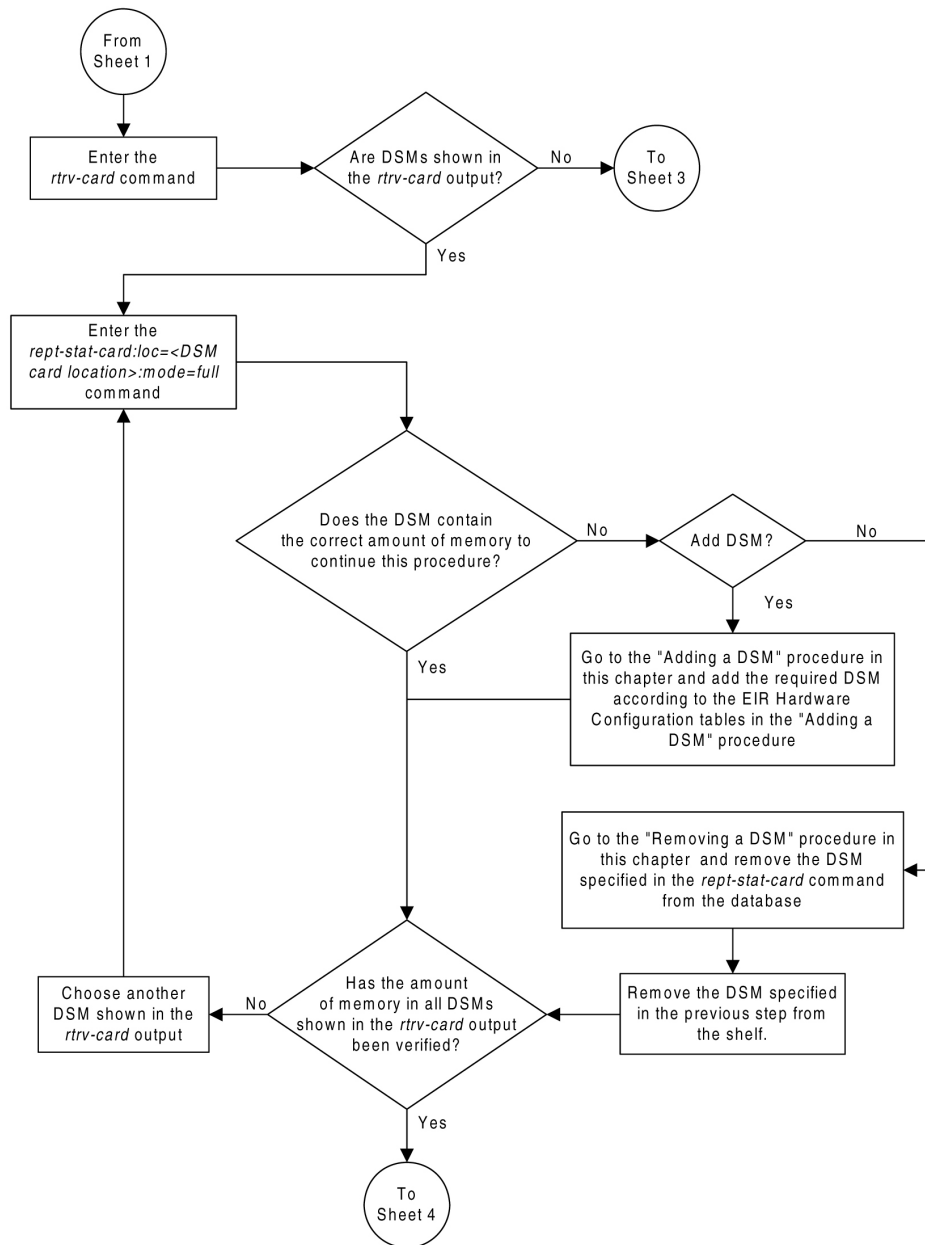 From
Sheet 1
Enter the
rtrv-card command
Are DSMs shown in
the rtrv-card output?
No
To
Sheet 3
Yes
Enter the
rept-stat-card:loc=<DSM
card location>:mode=full
command
Does the DSM contain
the correct amount of memory to
continue this procedure?
No
Add DSM?
No
Yes
Yes
Go to the "Adding a DSM" procedure in
this chapter and add the required DSM
according to the EIR Hardware
Configuration tables in the "Adding a
DSM" procedure
Go to the "Removing a DSM" procedure in
this chapter and remove the DSM
specified in the rept-stat-card command
from the database
Remove the DSM specified
in the previous step from
the shelf.
Has the amount
of memory in all DSMs
shown in the rtrv-card output
been verified?
No
Choose another
DSM shown in the
rtrv-card output
Yes
To
Sheet 4